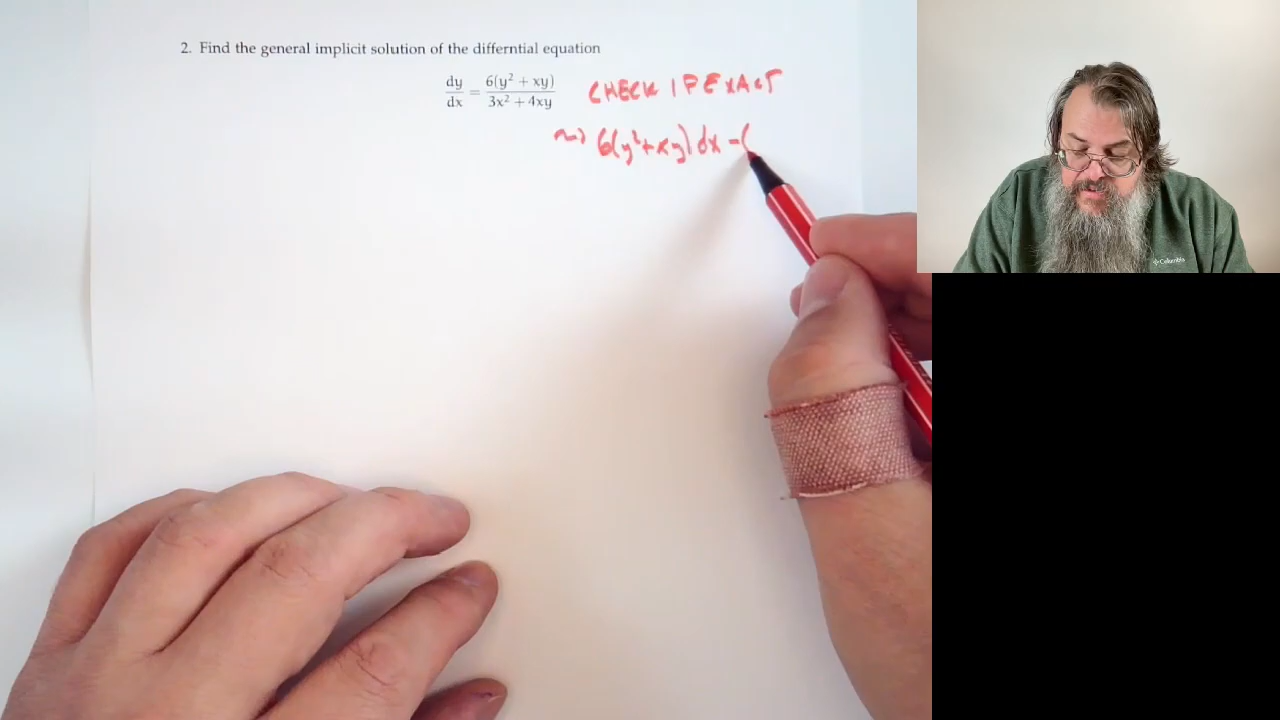 2. Find the general implicit solution of the differntial equation
dy/dx = 6(y² + xy)/3x² + 4xy
CHECK IF EXACT
~> 6(y²+xy)dx -(
Columbia